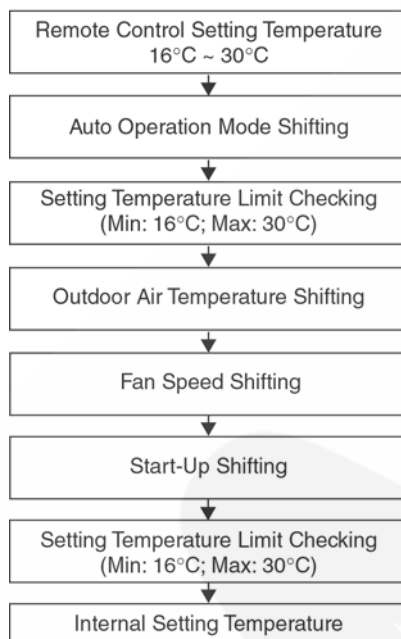 Remote Control Setting Temperature
16°C ~ 30°C
Auto Operation Mode Shifting
Setting Temperature Limit Checking
(Min: 16°C; Max: 30°C)
Outdoor Air Temperature Shifting
Fan Speed Shifting
Start-Up Shifting
Setting Temperature Limit Checking
(Min: 16°C; Max: 30°C)
Internal Setting Temperature